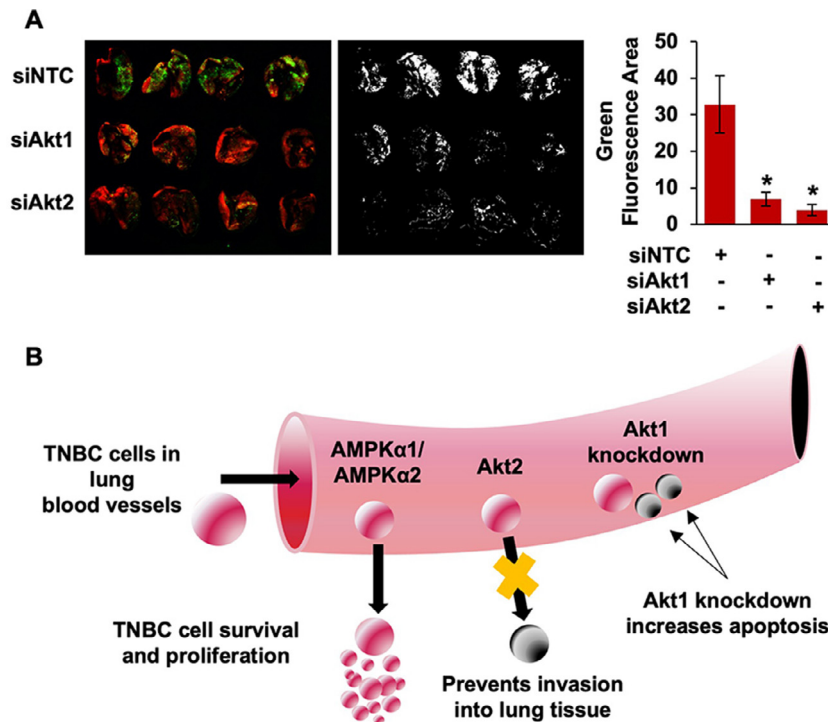 A
siNTC
siAkt1
siAkt2
Green
Fluorescence Area
50
40
30
20
10
0
*
*
siNTC + - -
siAkt1 - + -
siAkt2 - - +
B
TNBC cells in
lung
blood vessels
AMPKα1/
AMPKα2
Akt2
Akt1
knockdown
TNBC cell survival
and proliferation
Prevents invasion
into lung tissue
Akt1 knockdown
increases apoptosis